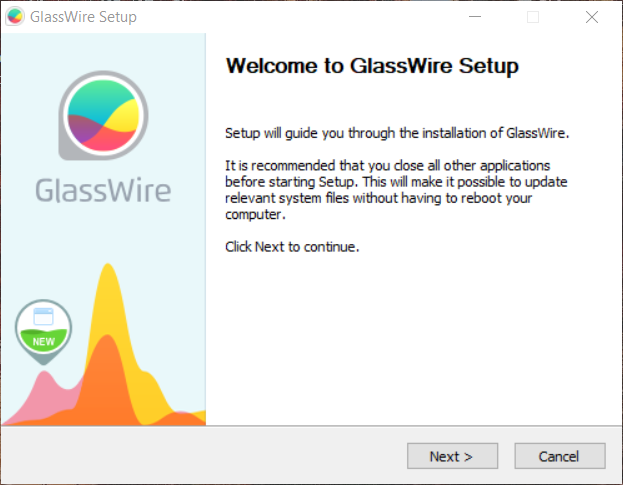 GlassWire Setup
Welcome to GlassWire Setup
Setup will guide you through the installation of GlassWire.
It is recommended that you close all other applications
before starting Setup. This will make it possible to update
relevant system files without having to reboot your
computer.
Click Next to continue.
GlassWire
NEW
Next >
Cancel